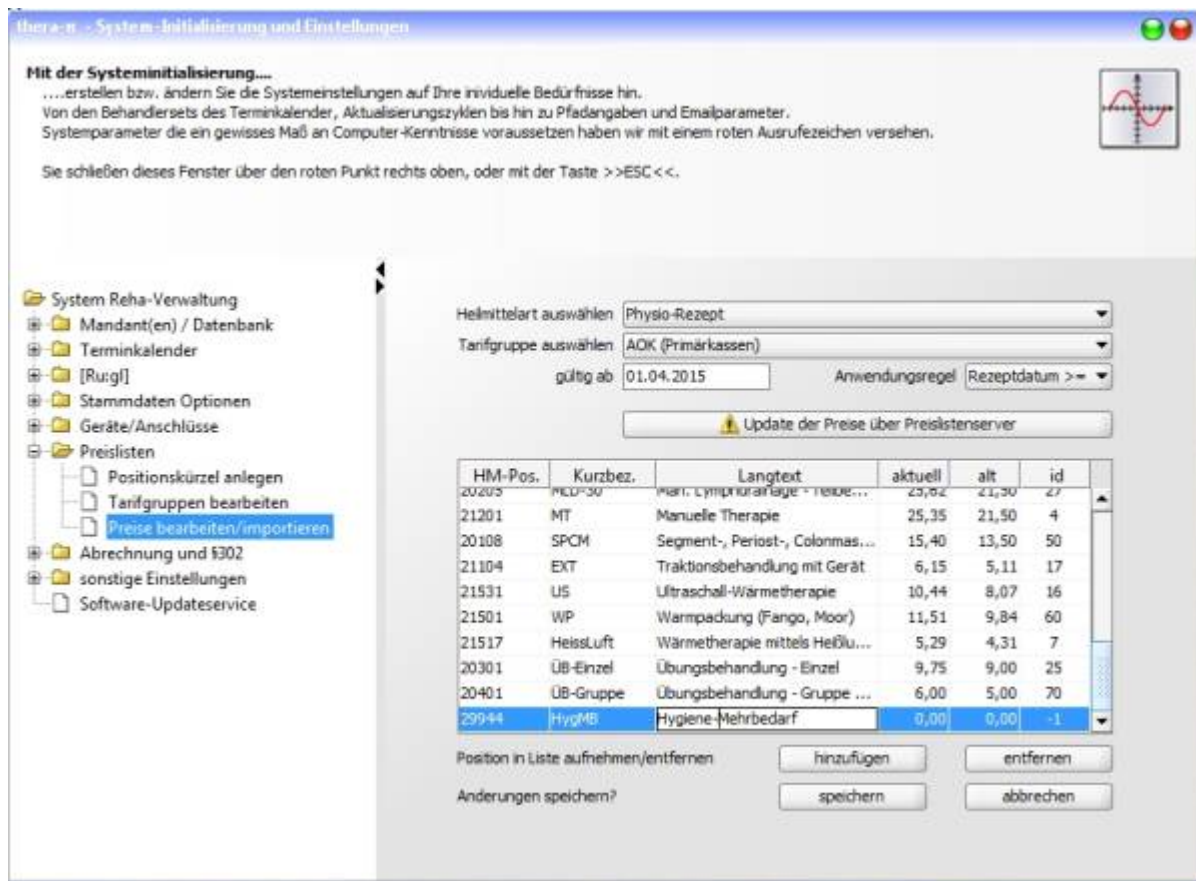 thera-π - System-Initialisierung und Einstellungen
Mit der Systeminitialisierung....
....erstellen bzw. ändern Sie die Systemeinstellungen auf Ihre inividuelle Bedürfnisse hin.
Von den Behandlersets des Terminkalender, Aktualisierungszyklen bis hin zu Pfadangaben und Emailparameter.
Systemparameter die ein gewisses Maß an Computer-Kenntnisse voraussetzen haben wir mit einem roten Ausrufezeichen versehen.
Sie schließen dieses Fenster über den roten Punkt rechts oben, oder mit der Taste >>ESC<<.
System Reha-Verwaltung
Mandant(en) / Datenbank
Terminkalender
[Ru:gl]
Stammdaten Optionen
Geräte/Anschlüsse
Preislisten
Positionskürzel anlegen
Tarifgruppen bearbeiten
Preise bearbeiten/importieren
Abrechnung und §302
sonstige Einstellungen
Software-Updateservice
Heilmittelart auswählen Physio-Rezept
Tarifgruppe auswählen AOK (Primärkassen)
gültig ab 01.04.2015 Anwendungsregel Rezeptdatum >=
Update der Preise über Preislistenserver
HM-Pos. Kurzbez. Langtext aktuell alt id
20205 MLD-30 Man. Lymphdrainage - Teilbe... 25,62 21,50 27
21201 MT Manuelle Therapie 25,35 21,50 4
20108 SPCM Segment-, Periost-, Colonmas... 15,40 13,50 50
21104 EXT Traktionsbehandlung mit Gerät 6,15 5,11 17
21531 US Ultraschall-Wärmetherapie 10,44 8,07 16
21501 WP Warmpackung (Fango, Moor) 11,51 9,84 60
21517 HeissLuft Wärmetherapie mittels Heißlu... 5,29 4,31 7
20301 ÜB-Einzel Übungsbehandlung - Einzel 9,75 9,00 25
20401 ÜB-Gruppe Übungsbehandlung - Gruppe ... 6,00 5,00 70
29944 HygMB Hygiene-Mehrbedarf 0,00 0,00 -1
Position in Liste aufnehmen/entfernen hinzufügen entfernen
Änderungen speichern? speichern abbrechen